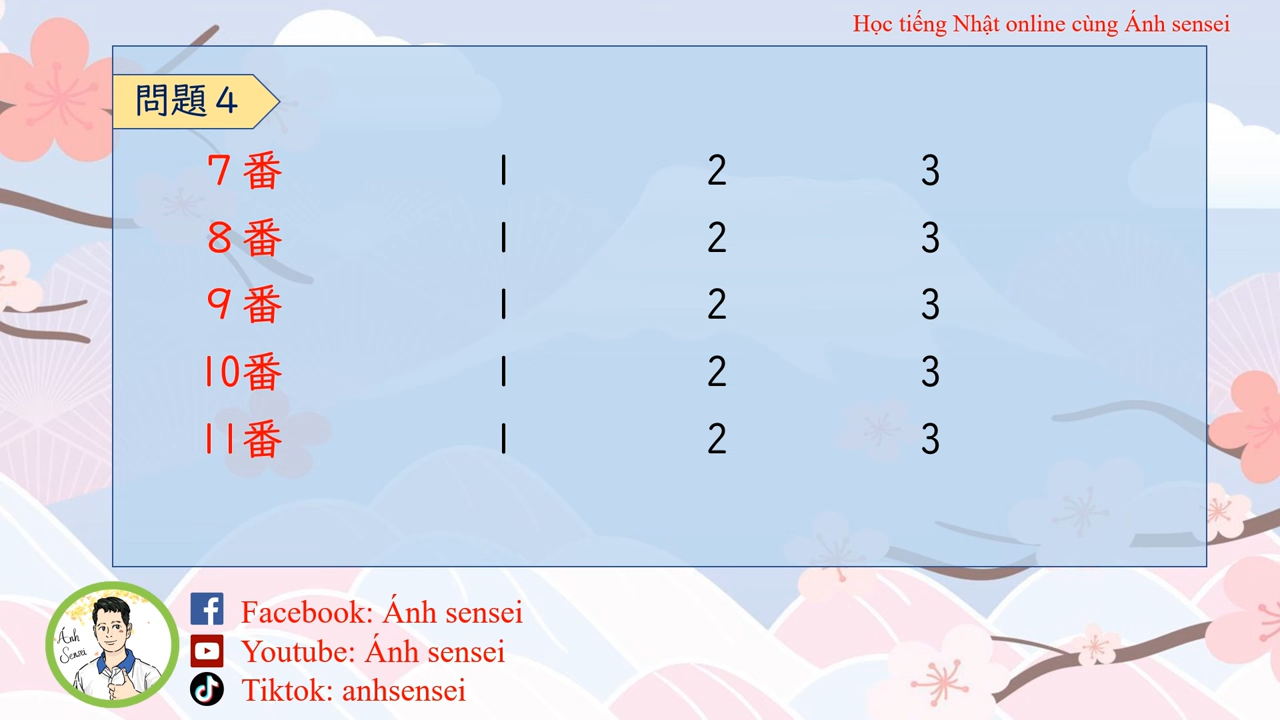 Học tiếng Nhật online cùng Ánh sensei
問題4
7番 1 2 3
8番 1 2 3
9番 1 2 3
10番 1 2 3
11番 1 2 3
Ánh
Sensei
Facebook: Ánh sensei
Youtube: Ánh sensei
Tiktok: anhsensei